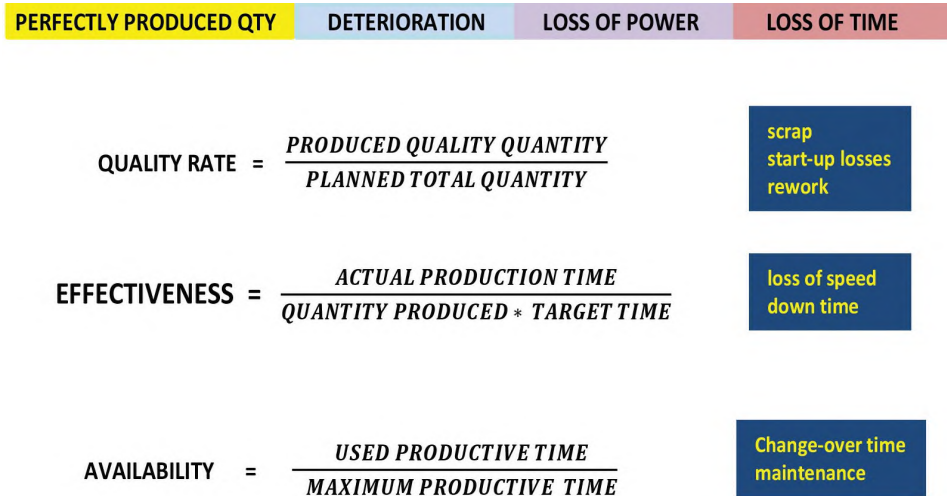 PERFECTLY PRODUCED QTY DETERIORATION LOSS OF POWER LOSS OF TIME
QUALITY RATE = PRODUCED QUALITY QUANTITY
PLANNED TOTAL QUANTITY
scrap
start-up losses
rework
EFFECTIVENESS = ACTUAL PRODUCTION TIME
QUANTITY PRODUCED * TARGET TIME
loss of speed
down time
AVAILABILITY = USED PRODUCTIVE TIME
MAXIMUM PRODUCTIVE TIME
Change-over time
maintenance